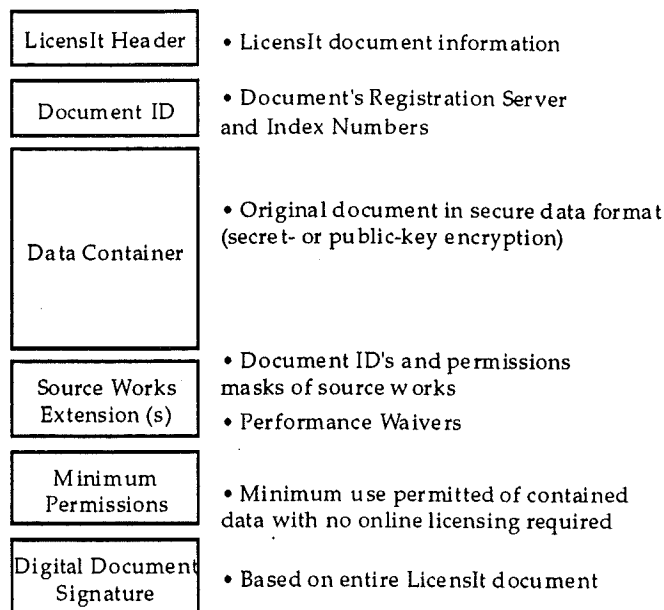 LicensIt Header
• LicensIt document information
Document ID
• Document's Registration Server
and Index Numbers
Data Container
• Original document in secure data format
(secret- or public-key encryption)
Source Works
Extension (s)
• Document ID's and permissions
masks of source works
• Performance Waivers
Minimum
Permissions
• Minimum use permitted of contained
data with no online licensing required
Digital Document
Signature
• Based on entire LicensIt document